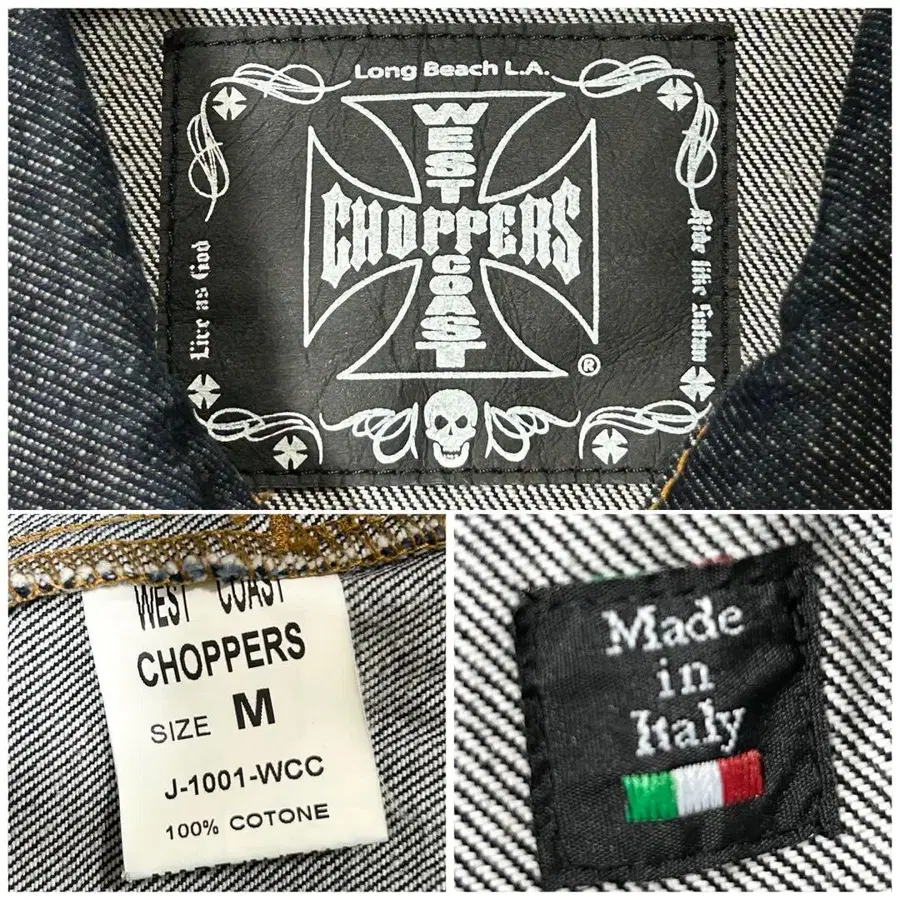 Long Beach L.A.
WEST
CHOPPERS
COAST
®
Live as God
Ride like Satan
WEST COAST
CHOPPERS
SIZE M
J-1001-WCC
100% COTONE
Made
in
Italy